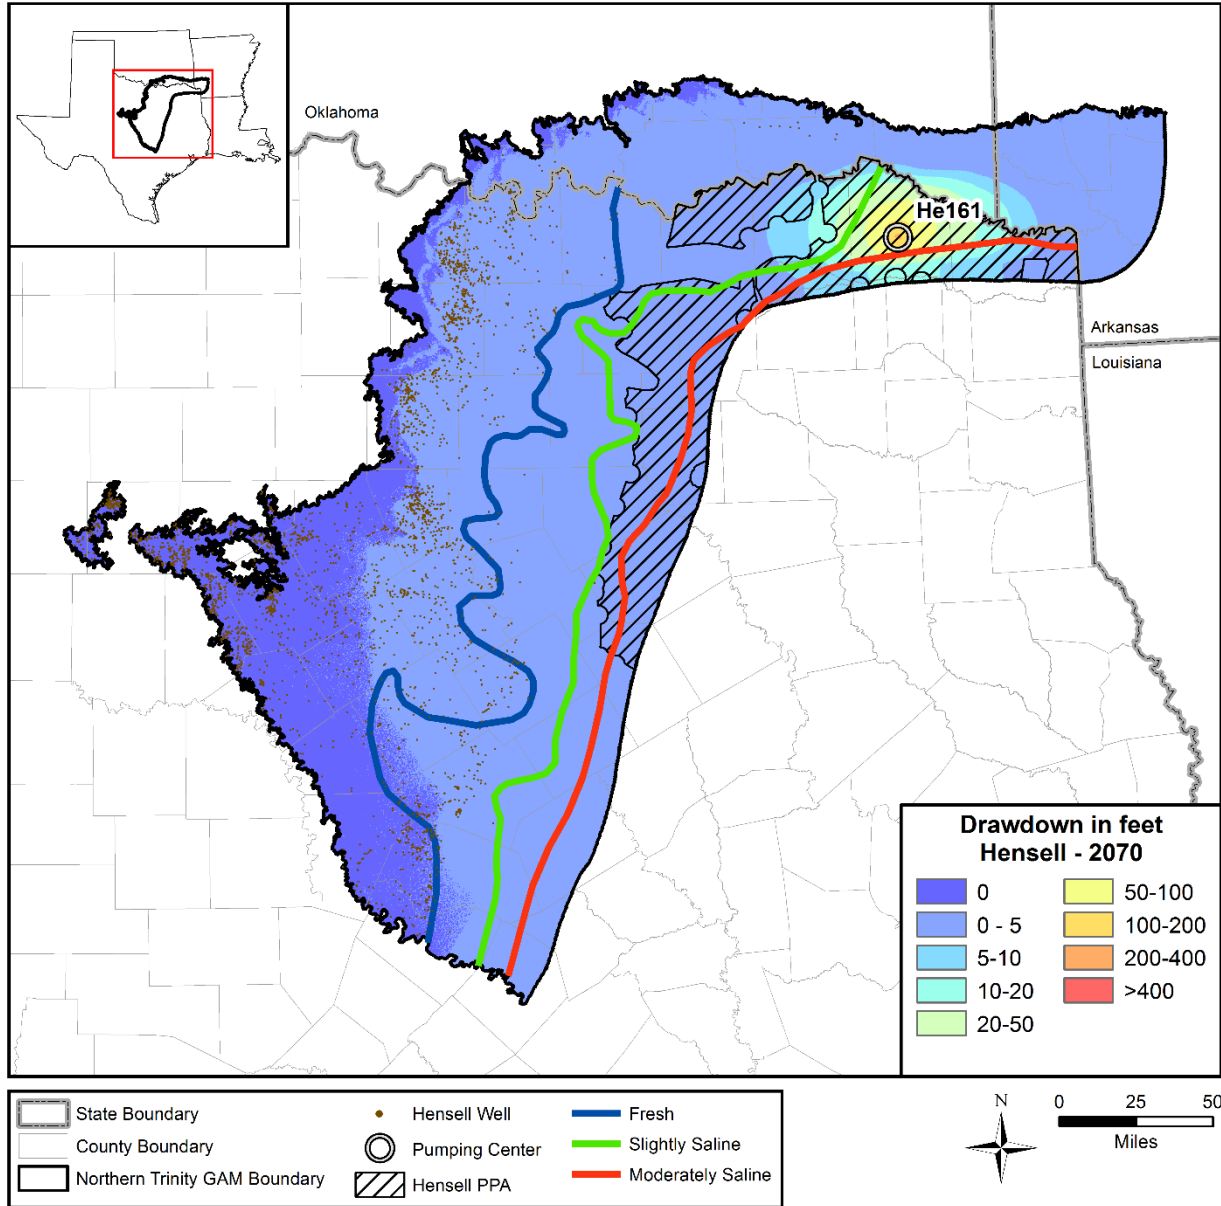 Oklahoma
He161
Arkansas
Louisiana
Drawdown in feet
Hensell - 2070
0
0 - 5
5-10
10-20
20-50
50-100
100-200
200-400
>400
State Boundary
County Boundary
Northern Trinity GAM Boundary
Hensell Well
Pumping Center
Hensell PPA
Fresh
Slightly Saline
Moderately Saline
N
0 25 50
Miles